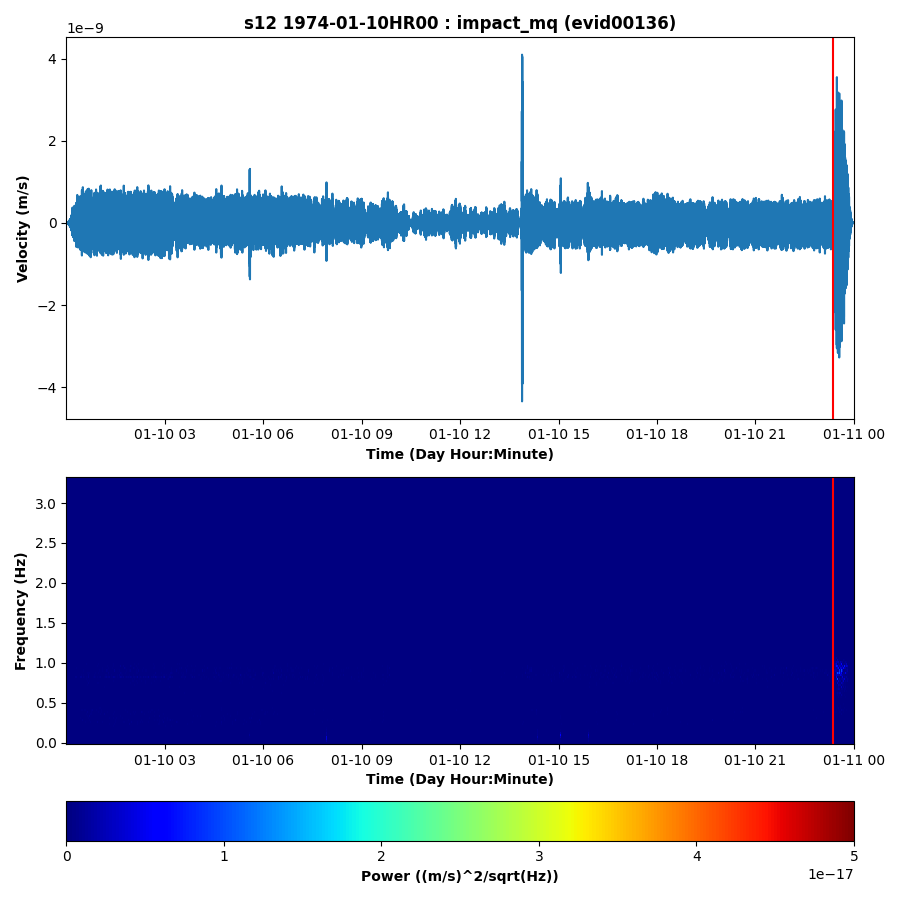 s12 1974-01-10HR00 : impact_mq (evid00136)
1e−9
4
2
0
−2
−4
Velocity (m/s)
01-10 03 01-10 06 01-10 09 01-10 12 01-10 15 01-10 18 01-10 21 01-11 00
Time (Day Hour:Minute)
3.0
2.5
2.0
1.5
1.0
0.5
0.0
Frequency (Hz)
01-10 03 01-10 06 01-10 09 01-10 12 01-10 15 01-10 18 01-10 21 01-11 00
Time (Day Hour:Minute)
0 1 2 3 4 5
1e−17
Power ((m/s)^2/sqrt(Hz))